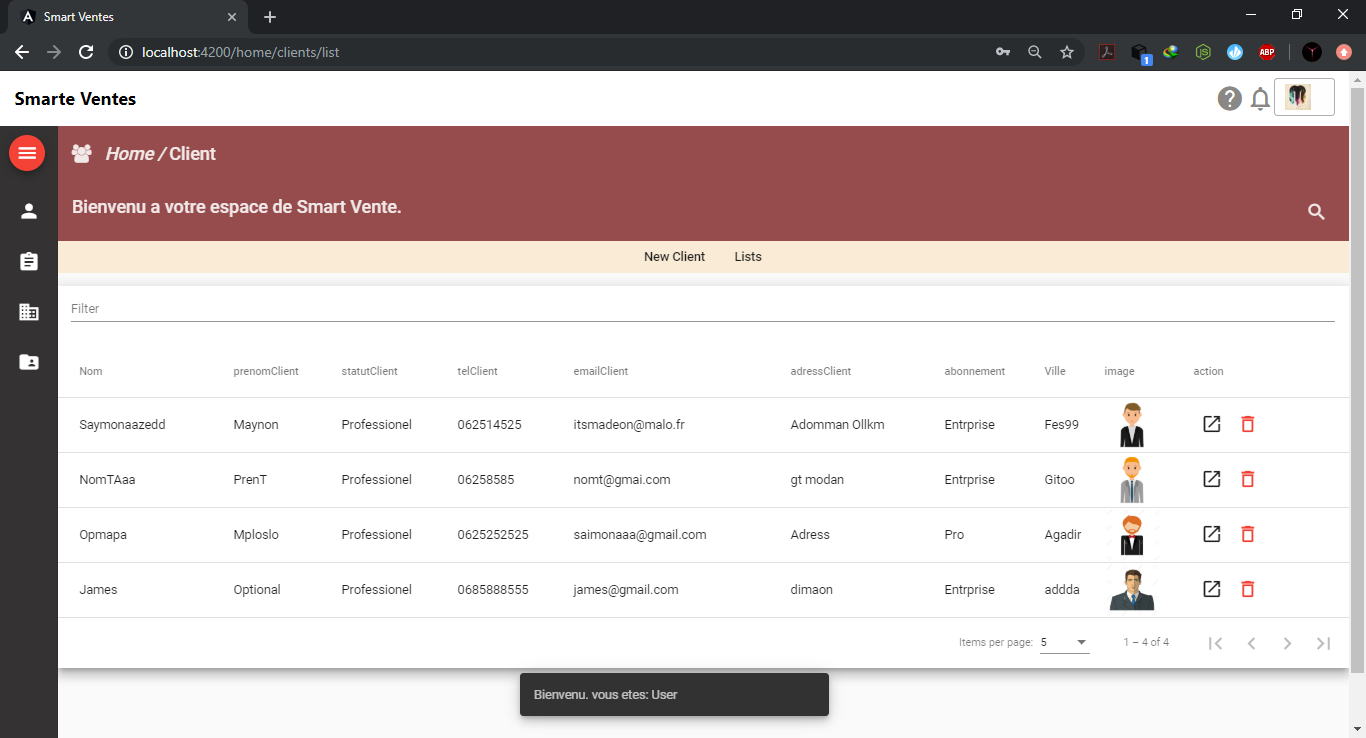 Smart Ventes
localhost:4200/home/clients/list
1
ABP
Smarte Ventes
Home / Client
Bienvenu a votre espace de Smart Vente.
New Client Lists
Filter
Nom prenomClient statutClient telClient emailClient adressClient abonnement Ville image action
Saymonaazedd Maynon Professionel 062514525 itsmadeon@malo.fr Adomman Ollkm Entrprise Fes99
NomTAaa PrenT Professionel 06258585 nomt@gmai.com gt modan Entrprise Gitoo
Opmapa Mploslo Professionel 0625252525 saimonaaa@gmail.com Adress Pro Agadir
James Optional Professionel 0685888555 james@gmail.com dimaon Entrprise addda
Items per page: 5 1 – 4 of 4
Bienvenu. vous etes: User